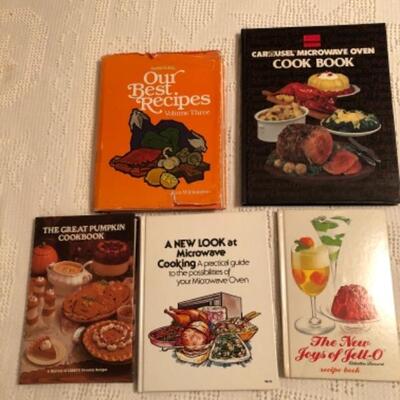 Our
Best
Recipes
Volume Three
CAROUSEL MICROWAVE OVEN
COOK BOOK
THE GREAT PUMPKIN
COOKBOOK
A NEW LOOK at
Microwave
Cooking A practical guide
to the possibilities of
your Microwave Oven
The New
Joys of Jell-O
recipe book